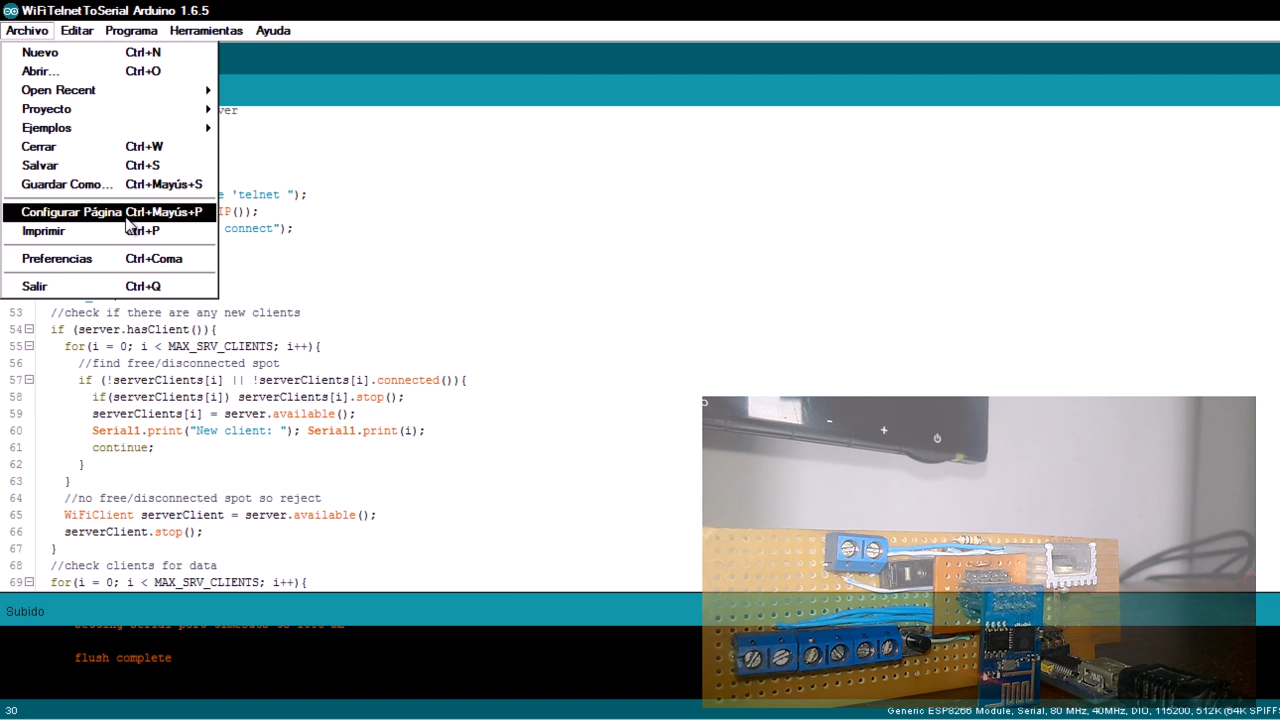 WiFiTelnetToSerial Arduino 1.6.5
Archivo Editar Programa Herramientas Ayuda
Nuevo Ctrl+N
Abrir... Ctrl+O
Open Recent
Proyecto
Ejemplos
Cerrar Ctrl+W
Salvar Ctrl+S
Guardar Como... Ctrl+Mayús+S
Configurar Página Ctrl+Mayús+P
Imprimir Ctrl+P
Preferencias Ctrl+Coma
Salir Ctrl+Q
ver
e 'telnet ");
IP());
connect");
53 //check if there are any new clients
54 if (server.hasClient()){
55 for(i = 0; i < MAX_SRV_CLIENTS; i++){
56 //find free/disconnected spot
57 if (!serverClients[i] || !serverClients[i].connected()){
58 if(serverClients[i]) serverClients[i].stop();
59 serverClients[i] = server.available();
60 Serial1.print("New client: "); Serial1.print(i);
61 continue;
62 }
63 }
64 //no free/disconnected spot so reject
65 WiFiClient serverClient = server.available();
66 serverClient.stop();
67 }
68 //check clients for data
69 for(i = 0; i < MAX_SRV_CLIENTS; i++){
Subido
flush complete
30 Generic ESP8266 Module, Serial, 80 MHz, 40MHz, DIO, 115200, 512K (64K SPIFF